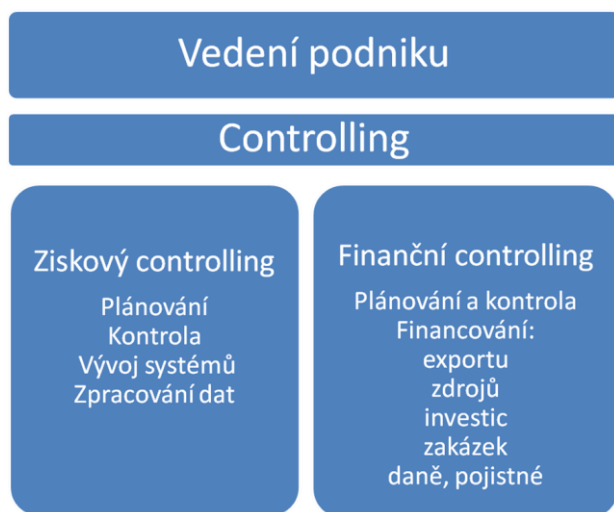 Vedení podniku
Controlling
Ziskový controlling
Plánování
Kontrola
Vývoj systémů
Zpracování dat
Finanční controlling
Plánování a kontrola
Financování:
exportu
zdrojů
investic
zakázek
daně, pojistné